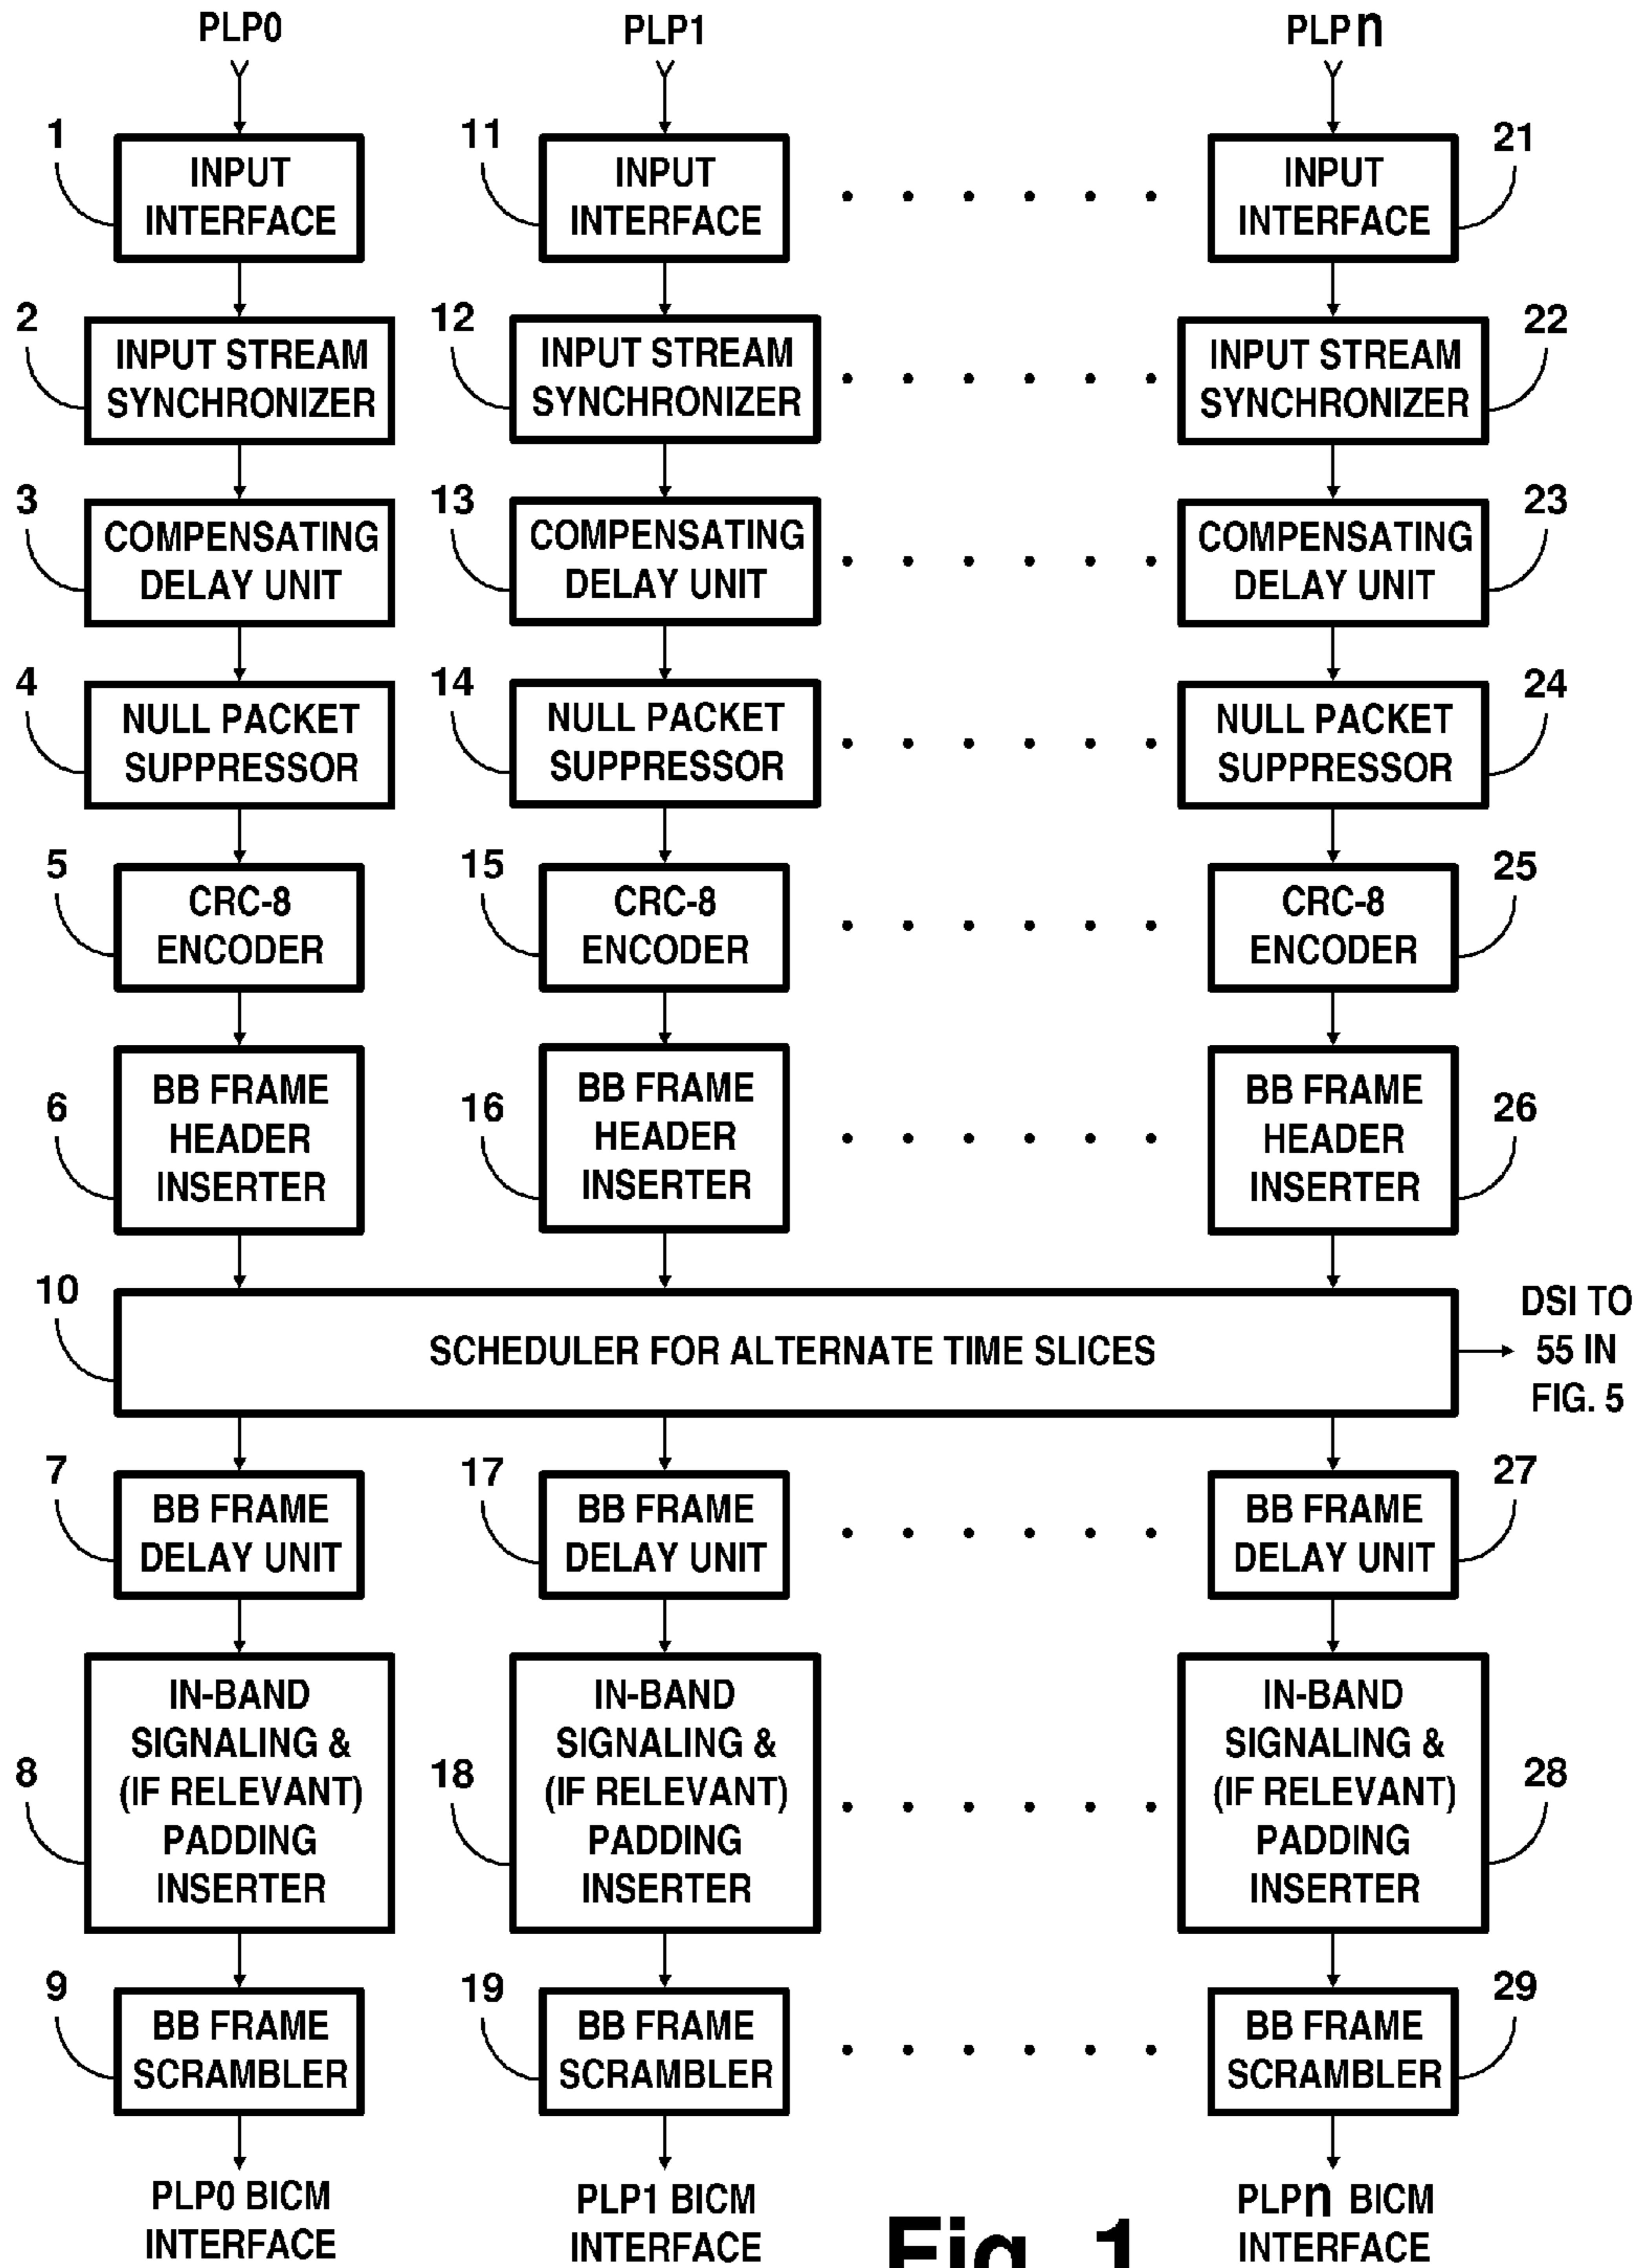 PLP0 PLP1 PLPn
1 11 21
INPUT INPUT INPUT
INTERFACE INTERFACE INTERFACE
2 12 22
INPUT STREAM INPUT STREAM INPUT STREAM
SYNCHRONIZER SYNCHRONIZER SYNCHRONIZER
3 13 23
COMPENSATING COMPENSATING COMPENSATING
DELAY UNIT DELAY UNIT DELAY UNIT
4 14 24
NULL PACKET NULL PACKET NULL PACKET
SUPPRESSOR SUPPRESSOR SUPPRESSOR
5 15 25
CRC-8 CRC-8 CRC-8
ENCODER ENCODER ENCODER
6 16 26
BB FRAME BB FRAME BB FRAME
HEADER HEADER HEADER
INSERTER INSERTER INSERTER
10
SCHEDULER FOR ALTERNATE TIME SLICES
DSI TO
55 IN
FIG. 5
7 17 27
BB FRAME BB FRAME BB FRAME
DELAY UNIT DELAY UNIT DELAY UNIT
8 18 28
IN-BAND IN-BAND IN-BAND
SIGNALING & SIGNALING & SIGNALING &
(IF RELEVANT) (IF RELEVANT) (IF RELEVANT)
PADDING PADDING PADDING
INSERTER INSERTER INSERTER
9 19 29
BB FRAME BB FRAME BB FRAME
SCRAMBLER SCRAMBLER SCRAMBLER
PLP0 BICM PLP1 BICM PLPn BICM
INTERFACE INTERFACE INTERFACE
Fig. 1